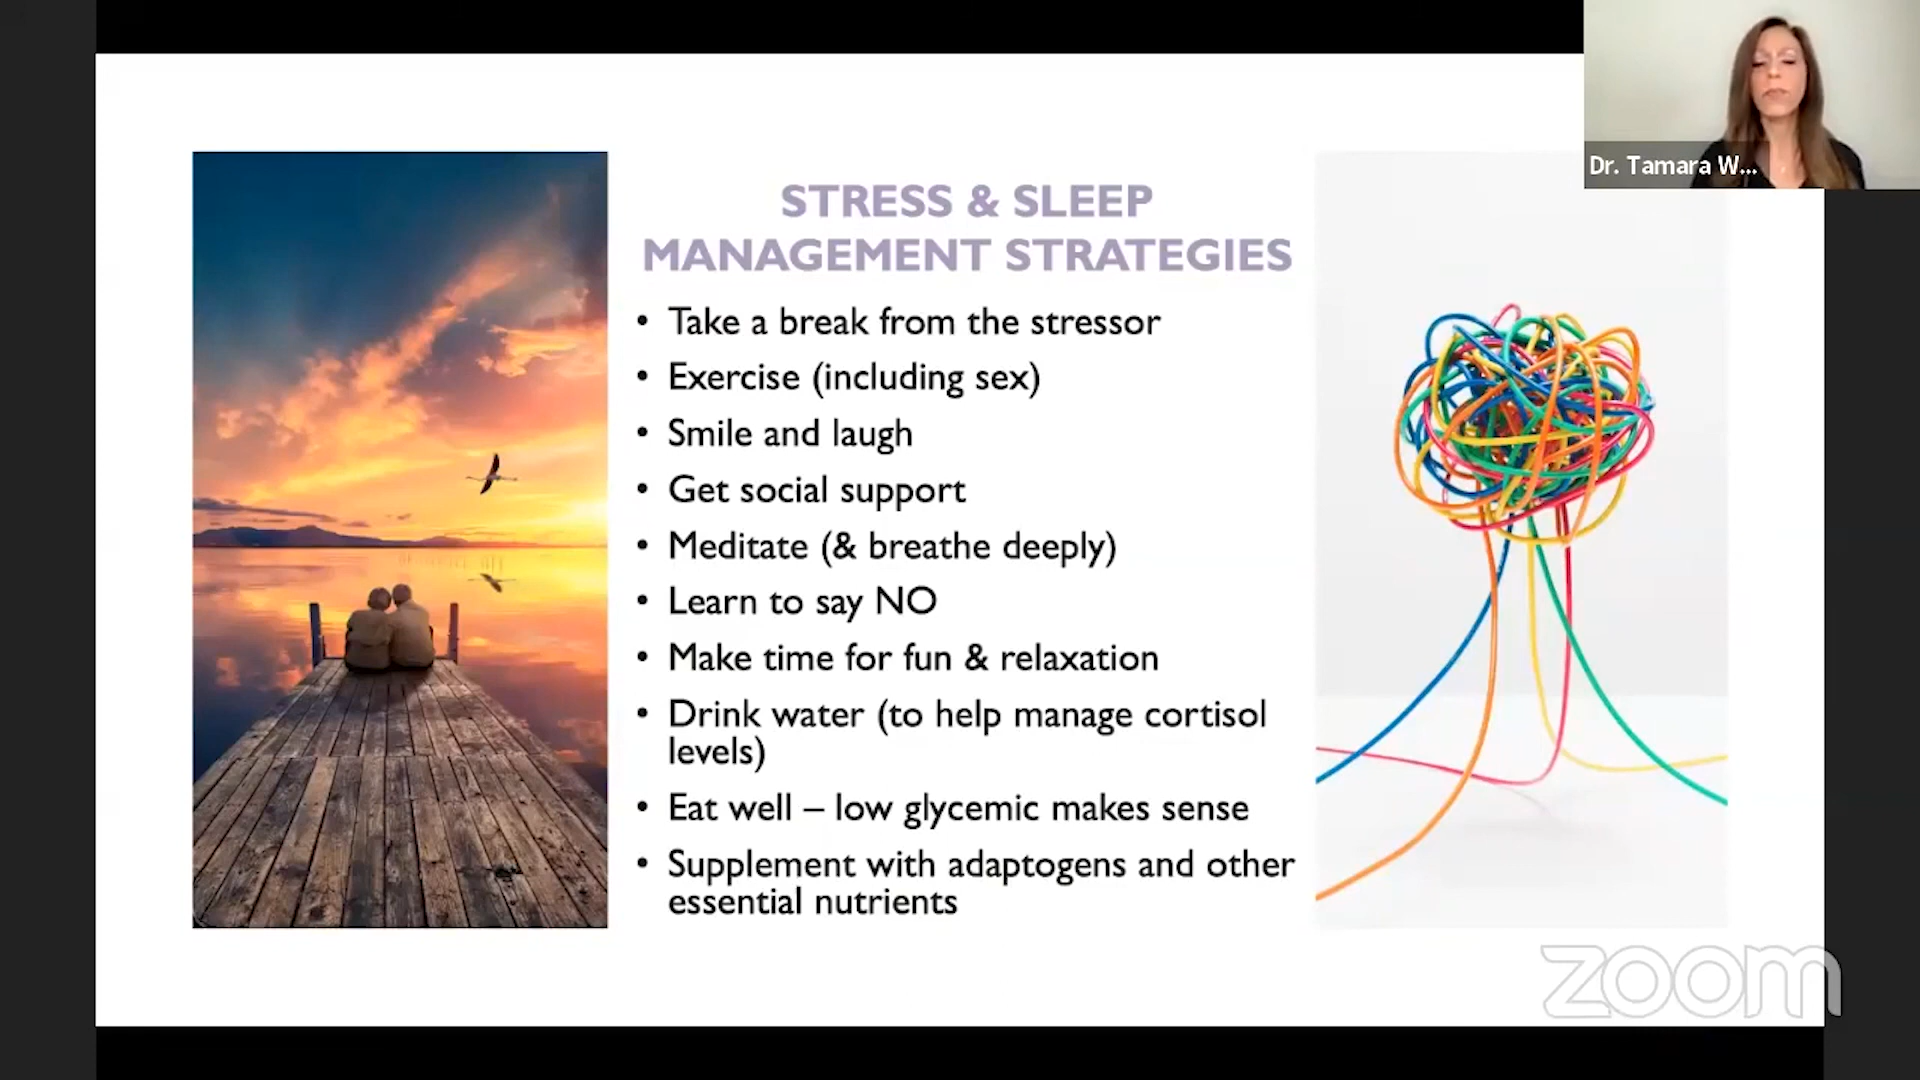 Dr. Tamara W...
STRESS & SLEEP
MANAGEMENT STRATEGIES
• Take a break from the stressor
• Exercise (including sex)
• Smile and laugh
• Get social support
• Meditate (& breathe deeply)
• Learn to say NO
• Make time for fun & relaxation
• Drink water (to help manage cortisol
levels)
• Eat well – low glycemic makes sense
• Supplement with adaptogens and other
essential nutrients
zoom